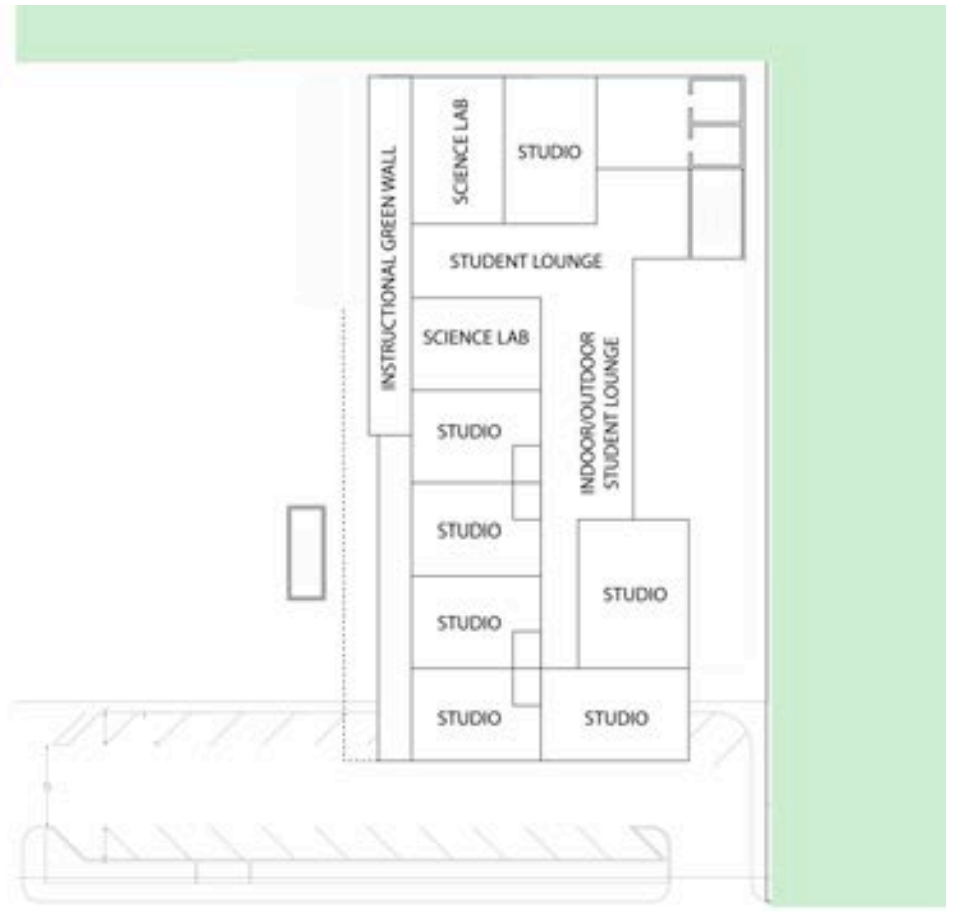 INSTRUCTIONAL GREEN WALL
SCIENCE LAB
STUDIO
STUDENT LOUNGE
SCIENCE LAB
INDOOR/OUTDOOR
STUDENT LOUNGE
STUDIO
STUDIO
STUDIO
STUDIO
STUDIO
STUDIO